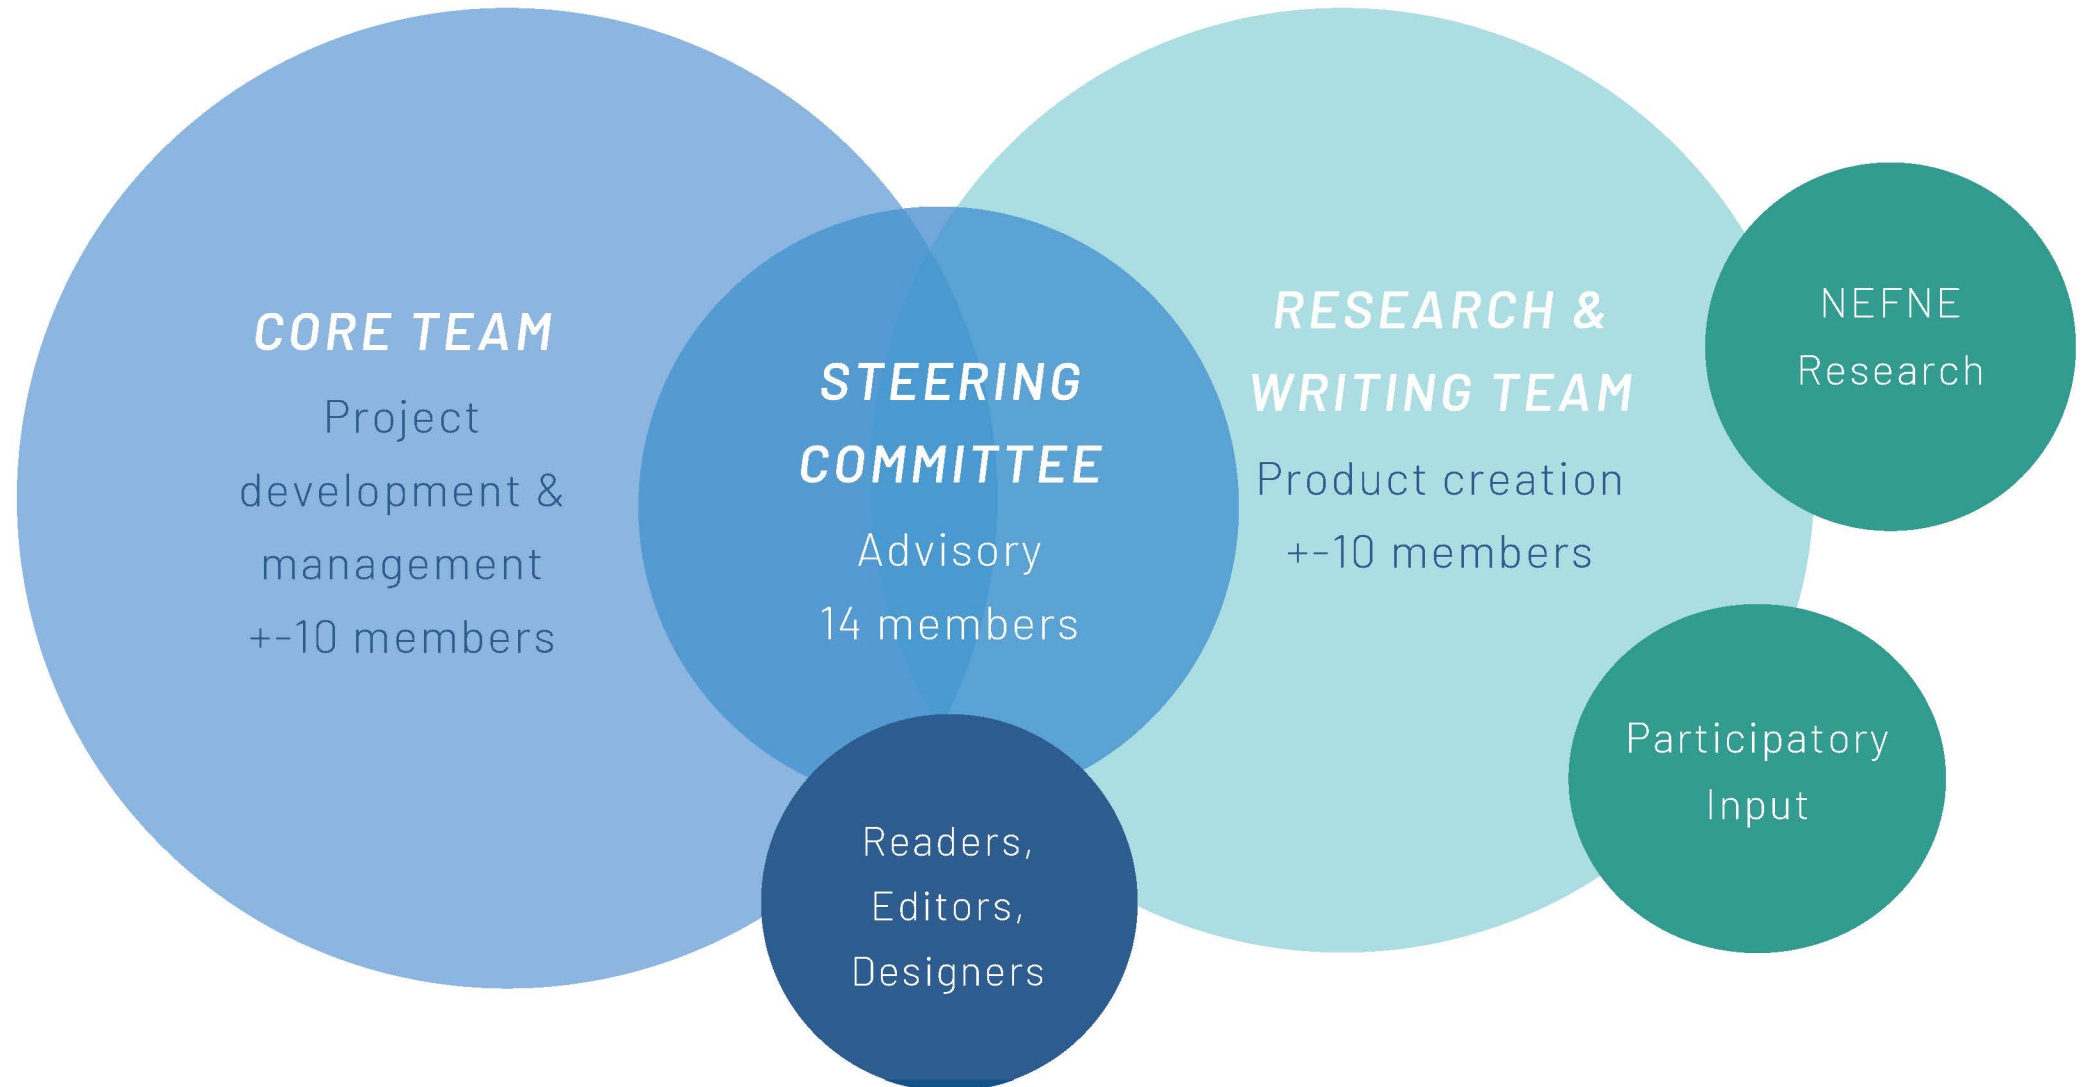 CORE TEAM
Project
development &
management
+-10 members
STEERING
COMMITTEE
Advisory
14 members
RESEARCH &
WRITING TEAM
Product creation
+-10 members
NEFNE
Research
Participatory
Input
Readers,
Editors,
Designers